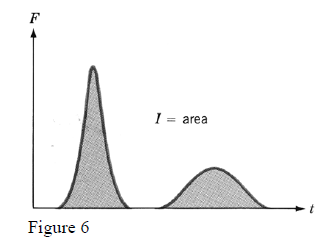 F
I = area
t
Figure 6